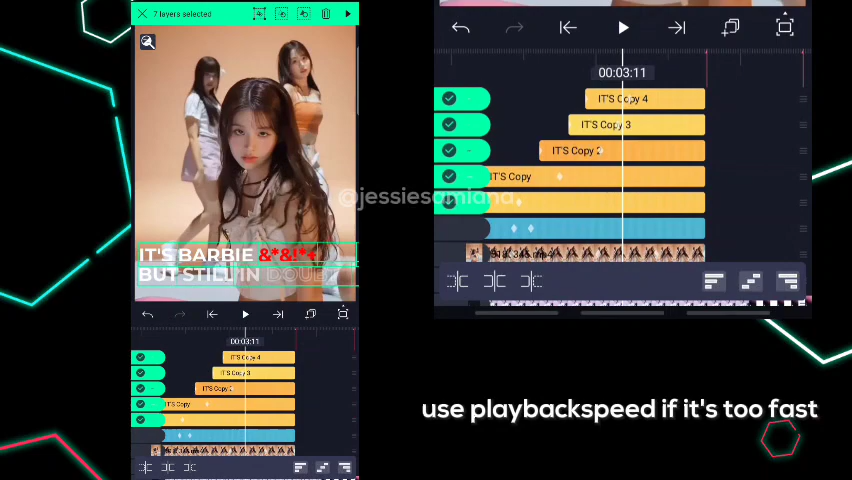 7 layers selected
IT'S BARBIE &*&!*+
BUT STILL IN DOUBT
00:03:11
IT'S Copy 4
IT'S Copy 3
IT'S Copy 2
IT'S Copy
00:03:11
IT'S Copy 4
IT'S Copy 3
IT'S Copy 2
IT'S Copy
@jessiesamiana
use playbackspeed if it's too fast